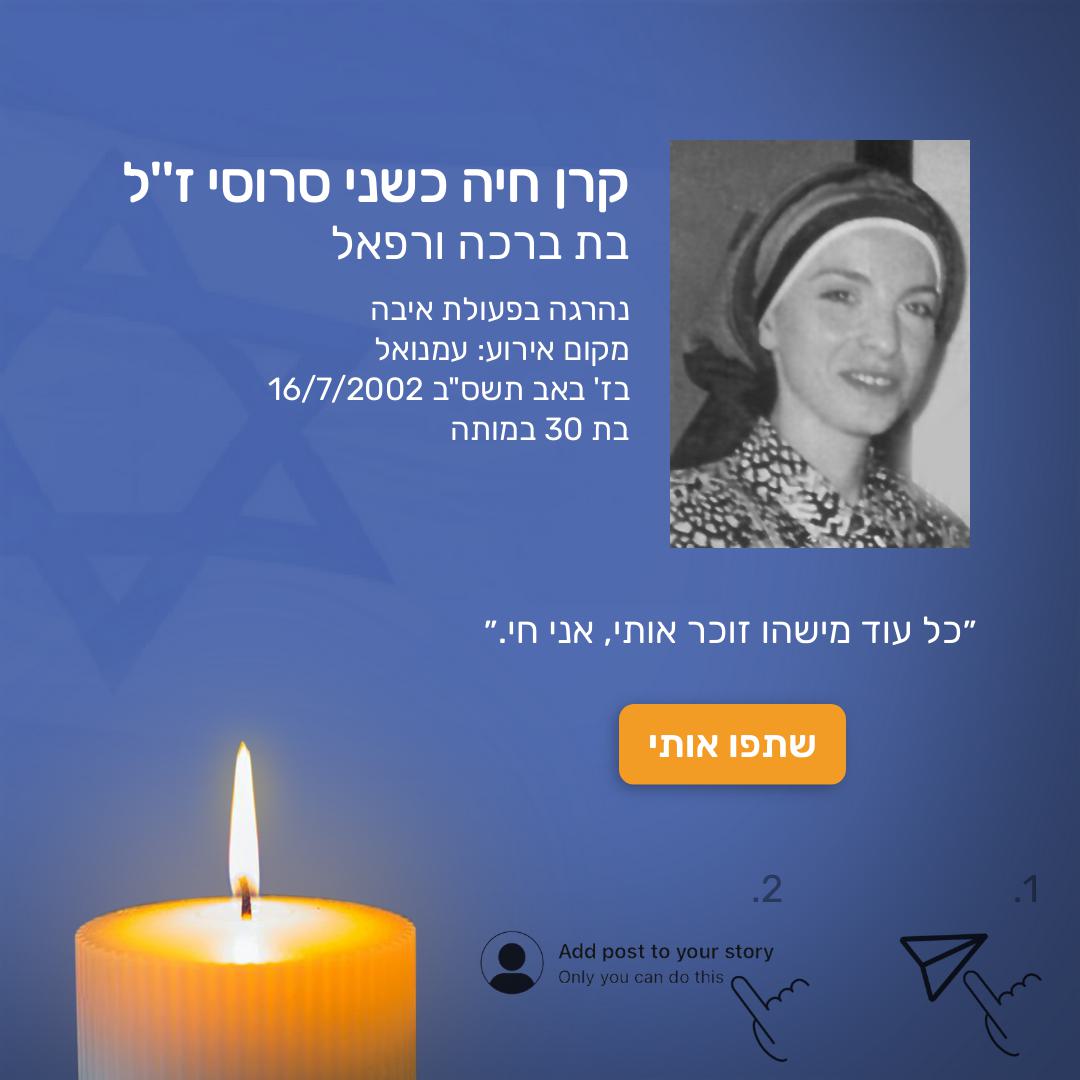 קרן חיה כשני סרוסי ז"ל
בת ברכה ורפאל
נהרגה בפעולת איבה
מקום אירוע: עמנואל
בז' באב תשס"ב 16/7/2002
בת 30 במותה
"כל עוד מישהו זוכר אותי, אני חי."
שתפו אותי
1.
2.
Add post to your story
Only you can do this